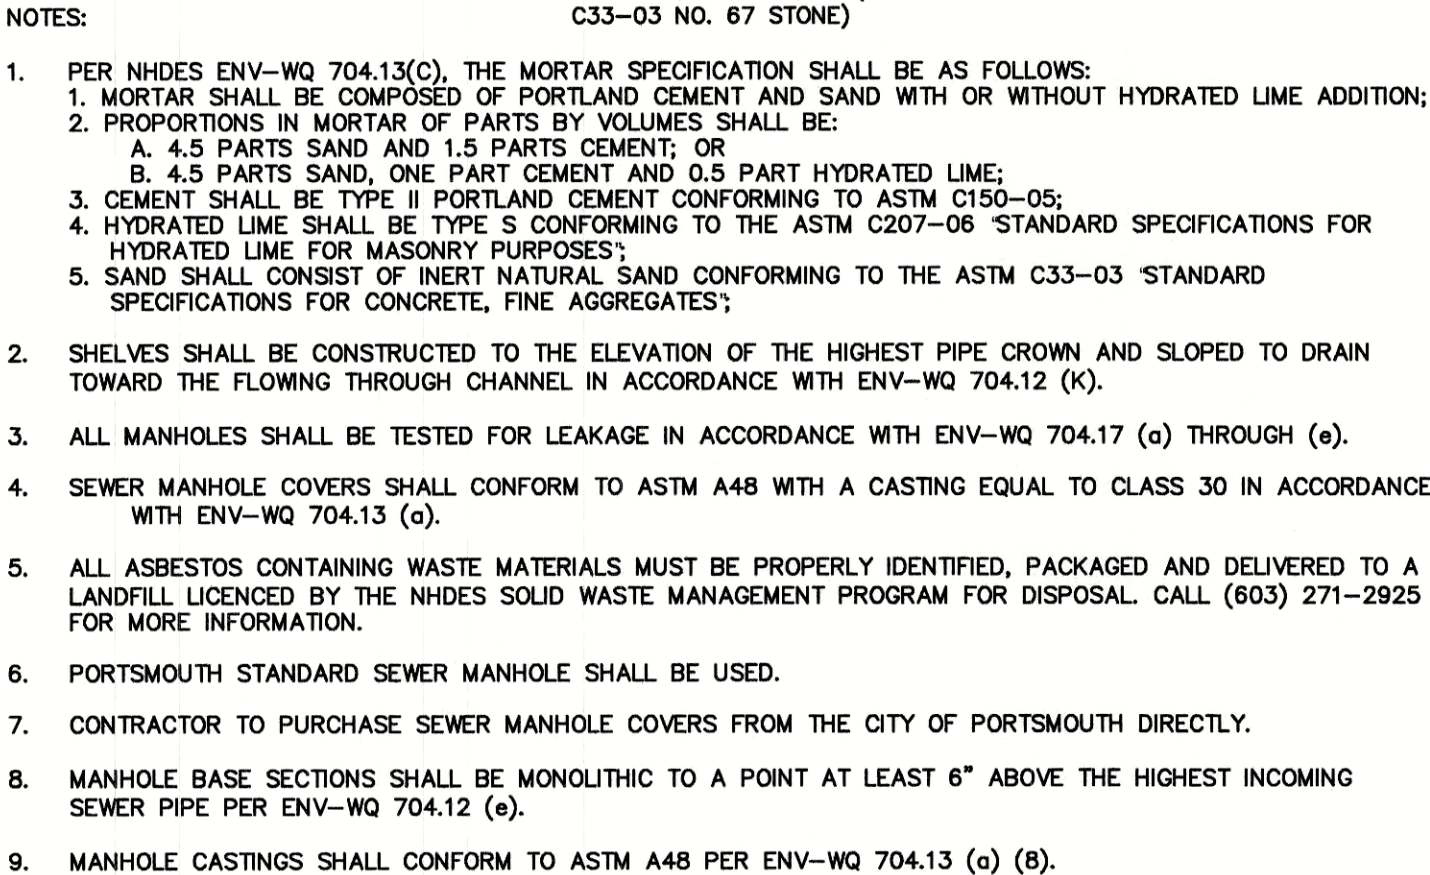 NOTES:
C33-03 NO. 67 STONE)
1. PER NHDES ENV-WQ 704.13(C), THE MORTAR SPECIFICATION SHALL BE AS FOLLOWS:
1. MORTAR SHALL BE COMPOSED OF PORTLAND CEMENT AND SAND WITH OR WITHOUT HYDRATED LIME ADDITION;
2. PROPORTIONS IN MORTAR OF PARTS BY VOLUMES SHALL BE:
A. 4.5 PARTS SAND AND 1.5 PARTS CEMENT; OR
B. 4.5 PARTS SAND, ONE PART CEMENT AND 0.5 PART HYDRATED LIME;
3. CEMENT SHALL BE TYPE II PORTLAND CEMENT CONFORMING TO ASTM C150-05;
4. HYDRATED LIME SHALL BE TYPE S CONFORMING TO THE ASTM C207-06 "STANDARD SPECIFICATIONS FOR
HYDRATED LIME FOR MASONRY PURPOSES";
5. SAND SHALL CONSIST OF INERT NATURAL SAND CONFORMING TO THE ASTM C33-03 "STANDARD
SPECIFICATIONS FOR CONCRETE, FINE AGGREGATES";
2. SHELVES SHALL BE CONSTRUCTED TO THE ELEVATION OF THE HIGHEST PIPE CROWN AND SLOPED TO DRAIN
TOWARD THE FLOWING THROUGH CHANNEL IN ACCORDANCE WITH ENV-WQ 704.12 (K).
3. ALL MANHOLES SHALL BE TESTED FOR LEAKAGE IN ACCORDANCE WITH ENV-WQ 704.17 (a) THROUGH (e).
4. SEWER MANHOLE COVERS SHALL CONFORM TO ASTM A48 WITH A CASTING EQUAL TO CLASS 30 IN ACCORDANCE
WITH ENV-WQ 704.13 (a).
5. ALL ASBESTOS CONTAINING WASTE MATERIALS MUST BE PROPERLY IDENTIFIED, PACKAGED AND DELIVERED TO A
LANDFILL LICENCED BY THE NHDES SOLID WASTE MANAGEMENT PROGRAM FOR DISPOSAL. CALL (603) 271-2925
FOR MORE INFORMATION.
6. PORTSMOUTH STANDARD SEWER MANHOLE SHALL BE USED.
7. CONTRACTOR TO PURCHASE SEWER MANHOLE COVERS FROM THE CITY OF PORTSMOUTH DIRECTLY.
8. MANHOLE BASE SECTIONS SHALL BE MONOLITHIC TO A POINT AT LEAST 6" ABOVE THE HIGHEST INCOMING
SEWER PIPE PER ENV-WQ 704.12 (e).
9. MANHOLE CASTINGS SHALL CONFORM TO ASTM A48 PER ENV-WQ 704.13 (a) (8).